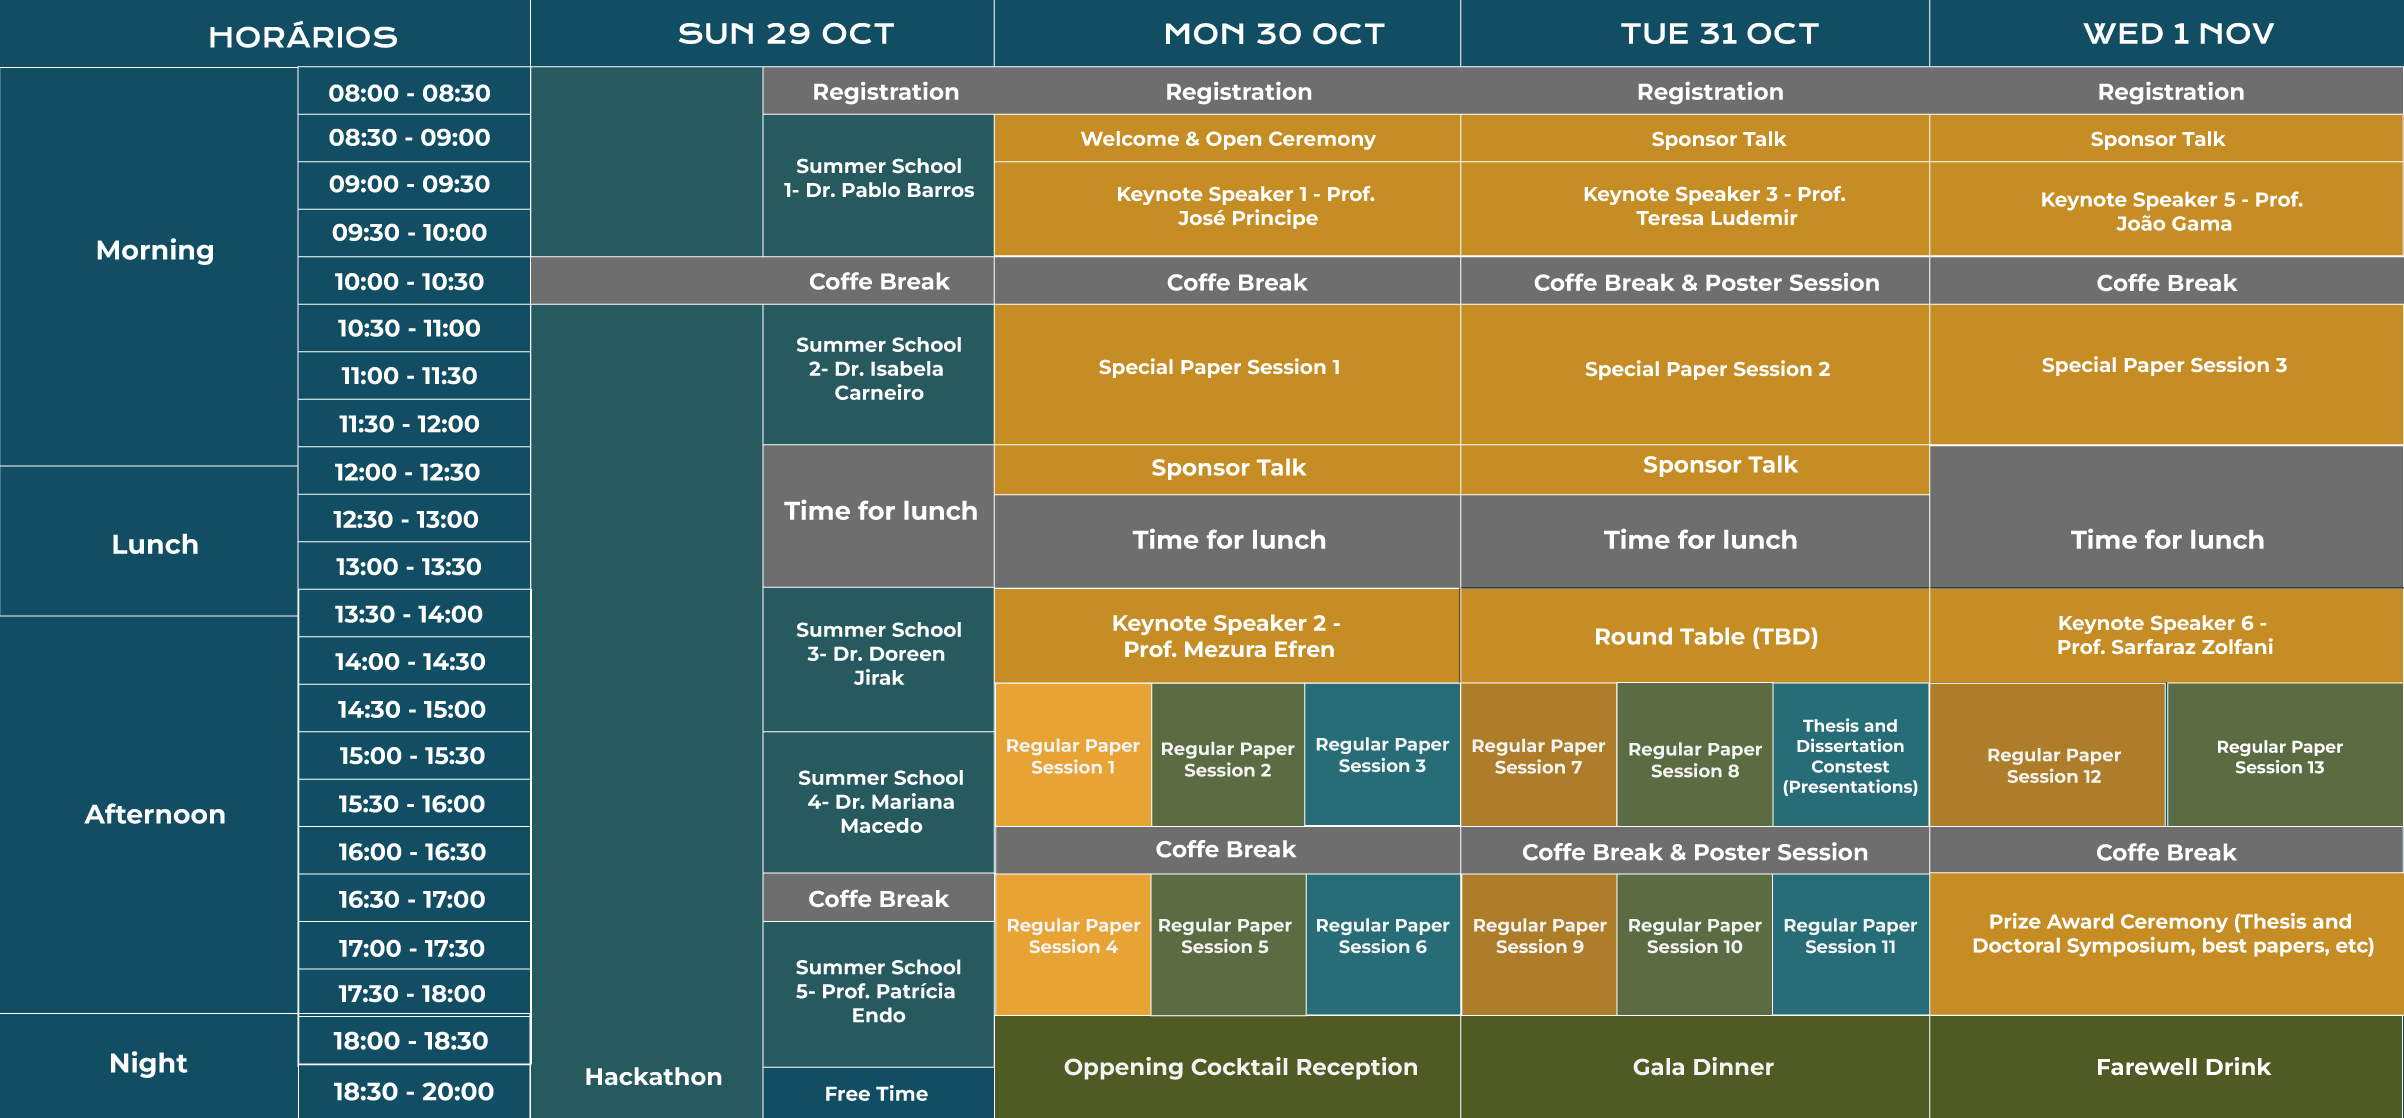 HORÁRIOS
SUN 29 OCT
MON 30 OCT
TUE 31 OCT
WED 1 NOV
Morning
Lunch
Afternoon
Night
08:00 - 08:30
08:30 - 09:00
09:00 - 09:30
09:30 - 10:00
10:00 - 10:30
10:30 - 11:00
11:00 - 11:30
11:30 - 12:00
12:00 - 12:30
12:30 - 13:00
13:00 - 13:30
13:30 - 14:00
14:00 - 14:30
14:30 - 15:00
15:00 - 15:30
15:30 - 16:00
16:00 - 16:30
16:30 - 17:00
17:00 - 17:30
17:30 - 18:00
18:00 - 18:30
18:30 - 20:00
Hackathon
Registration
Summer School
1- Dr. Pablo Barros
Coffe Break
Summer School
2- Dr. Isabela
Carneiro
Time for lunch
Summer School
3- Dr. Doreen
Jirak
Summer School
4- Dr. Mariana
Macedo
Coffe Break
Summer School
5- Prof. Patrícia
Endo
Free Time
Registration
Welcome & Open Ceremony
Keynote Speaker 1 - Prof.
José Principe
Coffe Break
Special Paper Session 1
Sponsor Talk
Time for lunch
Keynote Speaker 2 -
Prof. Mezura Efren
Regular Paper
Session 1
Regular Paper
Session 2
Regular Paper
Session 3
Coffe Break
Regular Paper
Session 4
Regular Paper
Session 5
Regular Paper
Session 6
Oppening Cocktail Reception
Registration
Sponsor Talk
Keynote Speaker 3 - Prof.
Teresa Ludemir
Coffe Break & Poster Session
Special Paper Session 2
Sponsor Talk
Time for lunch
Round Table (TBD)
Regular Paper
Session 7
Regular Paper
Session 8
Thesis and
Dissertation
Constest
(Presentations)
Coffe Break & Poster Session
Regular Paper
Session 9
Regular Paper
Session 10
Regular Paper
Session 11
Gala Dinner
Registration
Sponsor Talk
Keynote Speaker 5 - Prof.
João Gama
Coffe Break
Special Paper Session 3
Time for lunch
Keynote Speaker 6 -
Prof. Sarfaraz Zolfani
Regular Paper
Session 12
Regular Paper
Session 13
Coffe Break
Prize Award Ceremony (Thesis and
Doctoral Symposium, best papers, etc)
Farewell Drink